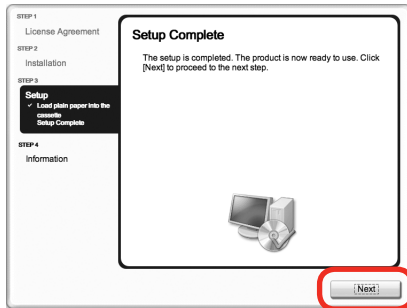 STEP 1
License Agreement
STEP 2
Installation
STEP 3
Setup
✓ Load plain paper into the
cassette
Setup Complete
STEP 4
Information
Setup Complete
The setup is completed. The product is now ready to use. Click
[Next] to proceed to the next step.
Next